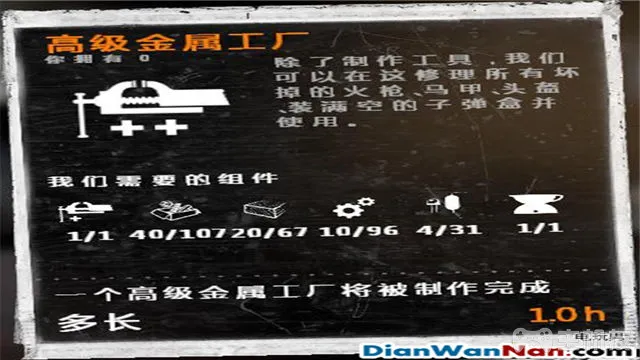 高级金属工厂
你拥有 0
除了制作工具,我们
可以在这修理所有坏
掉的火枪、马甲、头盔
、装满空的子弹盒并
使用。
我们需要的组件
1/1 40/107 20/67 10/96 4/31 1/1
一个高级金属工厂将被制作完成
多长 1.0 h
DianWanNan.com